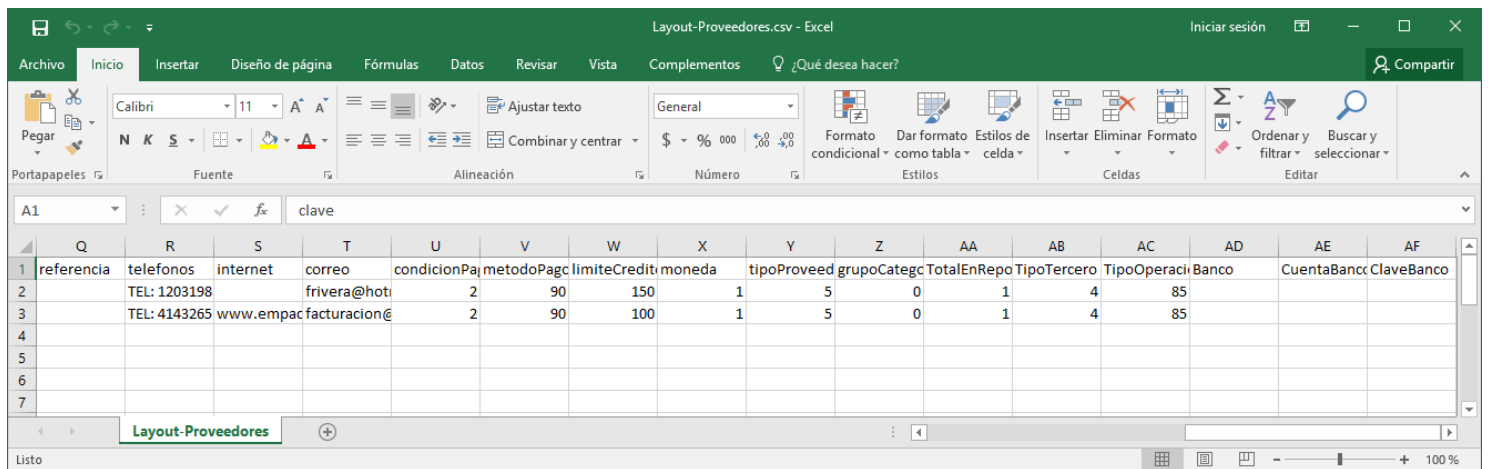 Layout-Proveedores.csv - Excel Iniciar sesión
Archivo Inicio Insertar Diseño de página Fórmulas Datos Revisar Vista Complementos ¿Qué desea hacer? Compartir
Pegar
Portapapeles
Calibri 11 A A
N K S A
Fuente
Ajustar texto
Combinar y centrar
Alineación
General
$ % 000 ,00 ,00
Número
Formato condicional
Dar formato como tabla
Estilos de celda
Estilos
Insertar Eliminar Formato
Celdas
Ordenar y filtrar
Buscar y seleccionar
Editar
A1 fx clave
Q R S T U V W X Y Z AA AB AC AD AE AF
1 referencia telefonos internet correo condicionPa metodoPago limiteCredit moneda tipoProveed grupoCatego TotalEnRepo TipoTercero TipoOperaci Banco CuentaBanco ClaveBanco
2 TEL: 1203198 frivera@hot 2 90 150 1 5 0 1 4 85
3 TEL: 4143265 www.empac facturacion@ 2 90 100 1 5 0 1 4 85
4
5
6
7
Layout-Proveedores
Listo 100 %